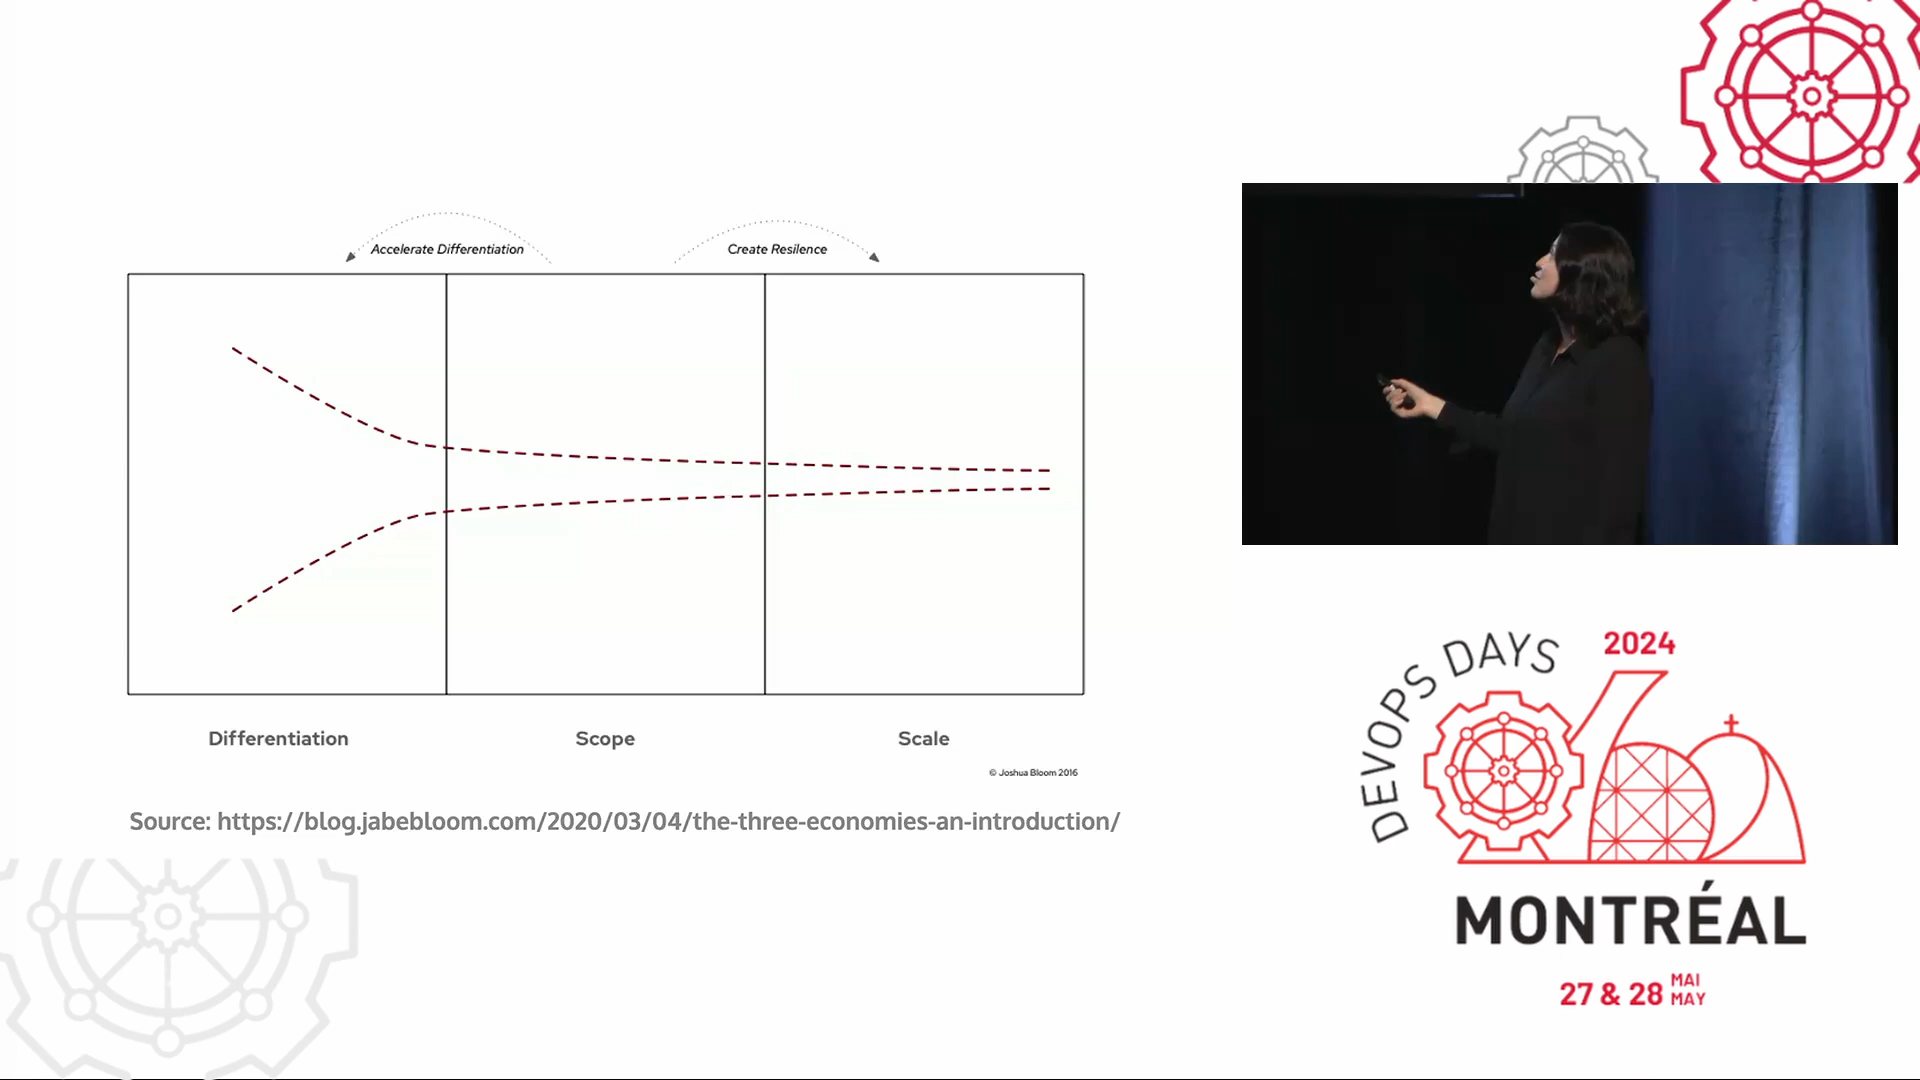 Accelerate Differentiation
Create Resilence
Differentiation
Scope
Scale
© Joshua Bloom 2016
Source: https://blog.jabebloom.com/2020/03/04/the-three-economies-an-introduction/
DEVOPS DAYS
2024
MONTRÉAL
27 & 28 MAI
MAY